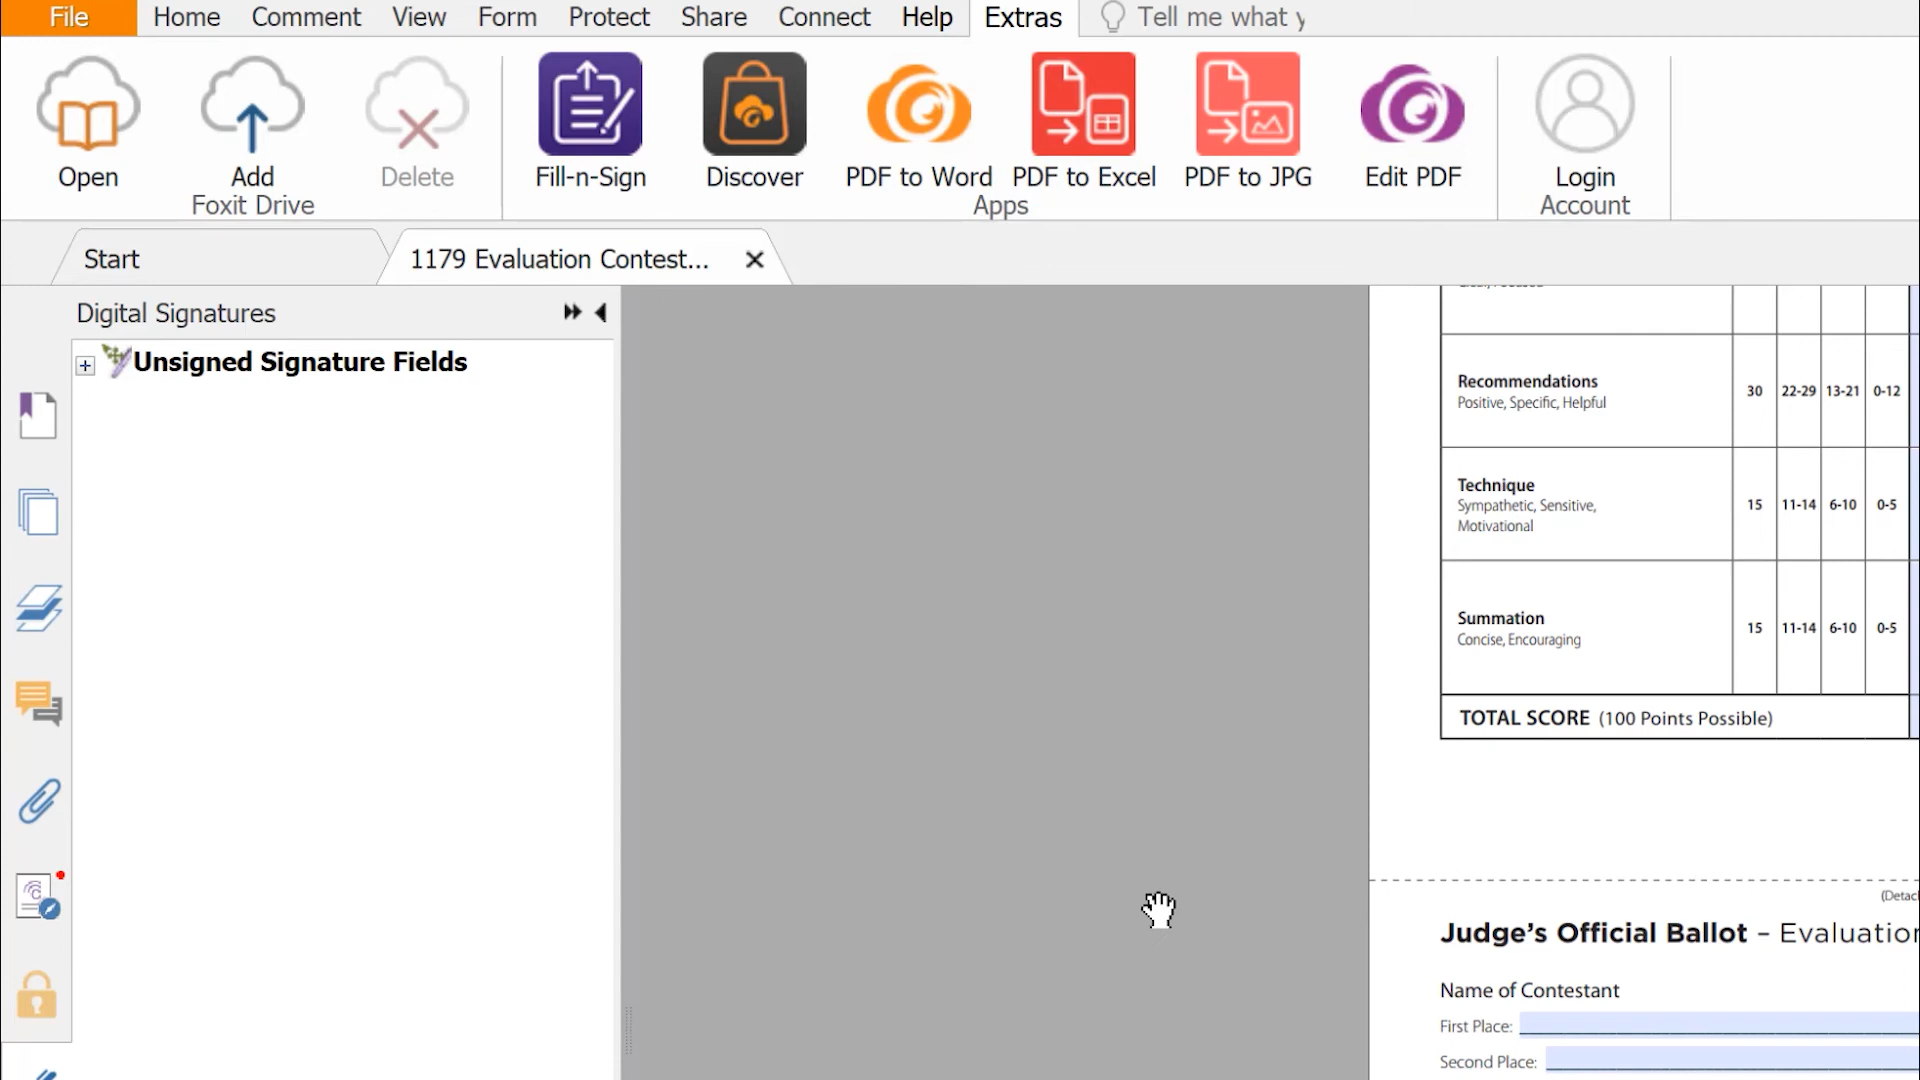 File Home Comment View Form Protect Share Connect Help Extras Tell me what y
Open Add Delete Fill-n-Sign Discover PDF to Word PDF to Excel PDF to JPG Edit PDF Login
Foxit Drive Apps Account
Start 1179 Evaluation Contest...
Digital Signatures
Unsigned Signature Fields
Recommendations
Positive, Specific, Helpful
30 22-29 13-21 0-12
Technique
Sympathetic, Sensitive,
Motivational
15 11-14 6-10 0-5
Summation
Concise, Encouraging
15 11-14 6-10 0-5
TOTAL SCORE (100 Points Possible)
(Detac
Judge's Official Ballot – Evaluation
Name of Contestant
First Place:
Second Place: